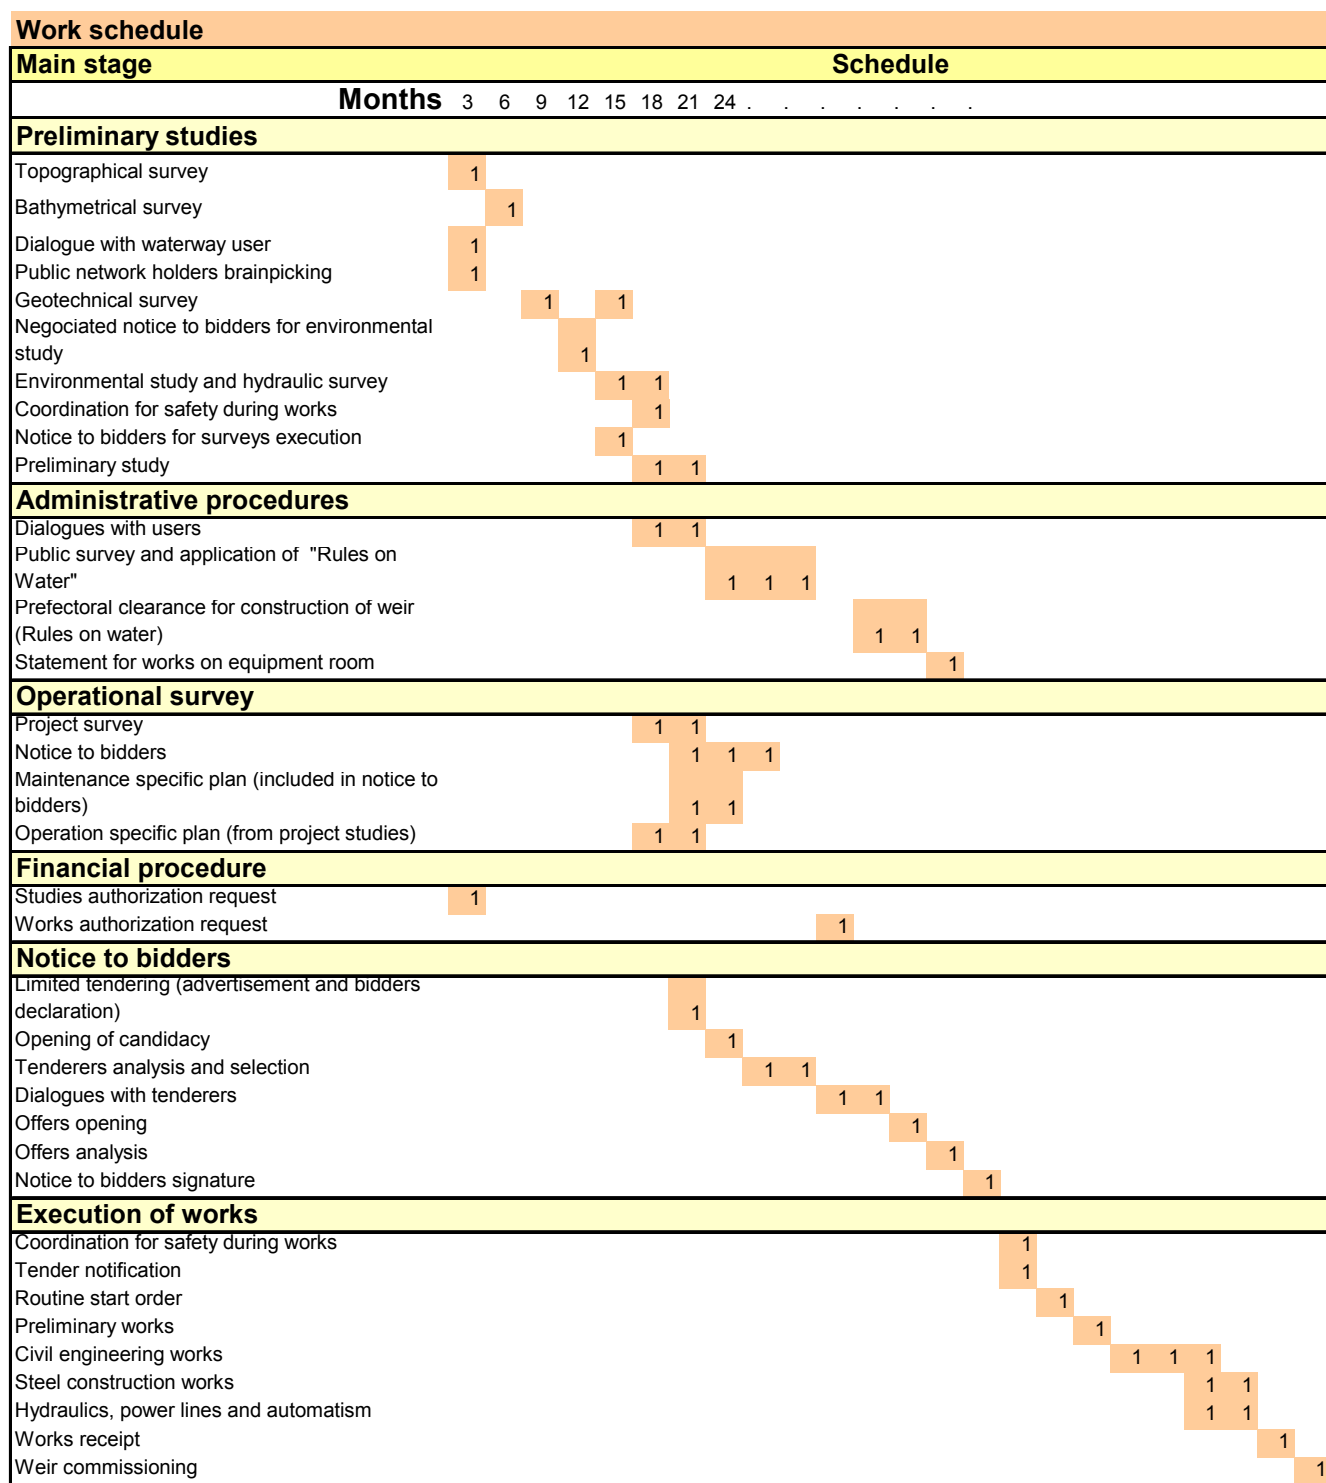 Work schedule
Main stage Schedule
Months 3 6 9 12 15 18 21 24 . . . . . . .
Preliminary studies
Topographical survey 1
Bathymetrical survey 1
Dialogue with waterway user 1
Public network holders brainpicking 1
Geotechnical survey 1 1
Negociated notice to bidders for environmental
study 1
Environmental study and hydraulic survey 1 1
Coordination for safety during works 1
Notice to bidders for surveys execution 1
Preliminary study 1 1
Administrative procedures
Dialogues with users 1 1
Public survey and application of "Rules on
Water" 1 1 1
Prefectoral clearance for construction of weir
(Rules on water) 1 1
Statement for works on equipment room 1
Operational survey
Project survey 1 1
Notice to bidders 1 1 1
Maintenance specific plan (included in notice to
bidders) 1 1
Operation specific plan (from project studies) 1 1
Financial procedure
Studies authorization request 1
Works authorization request 1
Notice to bidders
Limited tendering (advertisement and bidders
declaration) 1
Opening of candidacy 1
Tenderers analysis and selection 1 1
Dialogues with tenderers 1 1
Offers opening 1
Offers analysis 1
Notice to bidders signature 1
Execution of works
Coordination for safety during works 1
Tender notification 1
Routine start order 1
Preliminary works 1
Civil engineering works 1 1 1
Steel construction works 1 1
Hydraulics, power lines and automatism 1 1
Works receipt 1
Weir commissioning 1